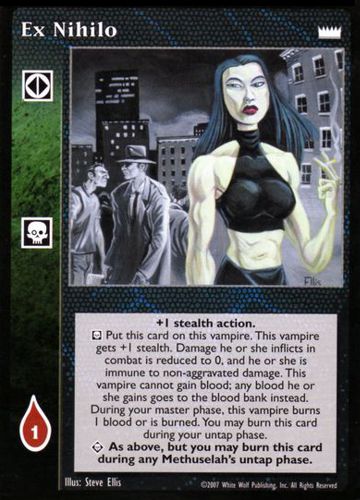 Ex Nihilo
Ellis
+1 stealth action.
Put this card on this vampire. This vampire
gets +1 stealth. Damage he or she inflicts in
combat is reduced to 0, and he or she is
immune to non-aggravated damage. This
vampire cannot gain blood; any blood he or
she gains goes to the blood bank instead.
During your master phase, this vampire burns
1 blood or is burned. You may burn this card
during your untap phase.
As above, but you may burn this card
during any Methuselah's untap phase.
1
Illus: Steve Ellis
©2007 White Wolf Publishing, Inc. All Rights Reserved.